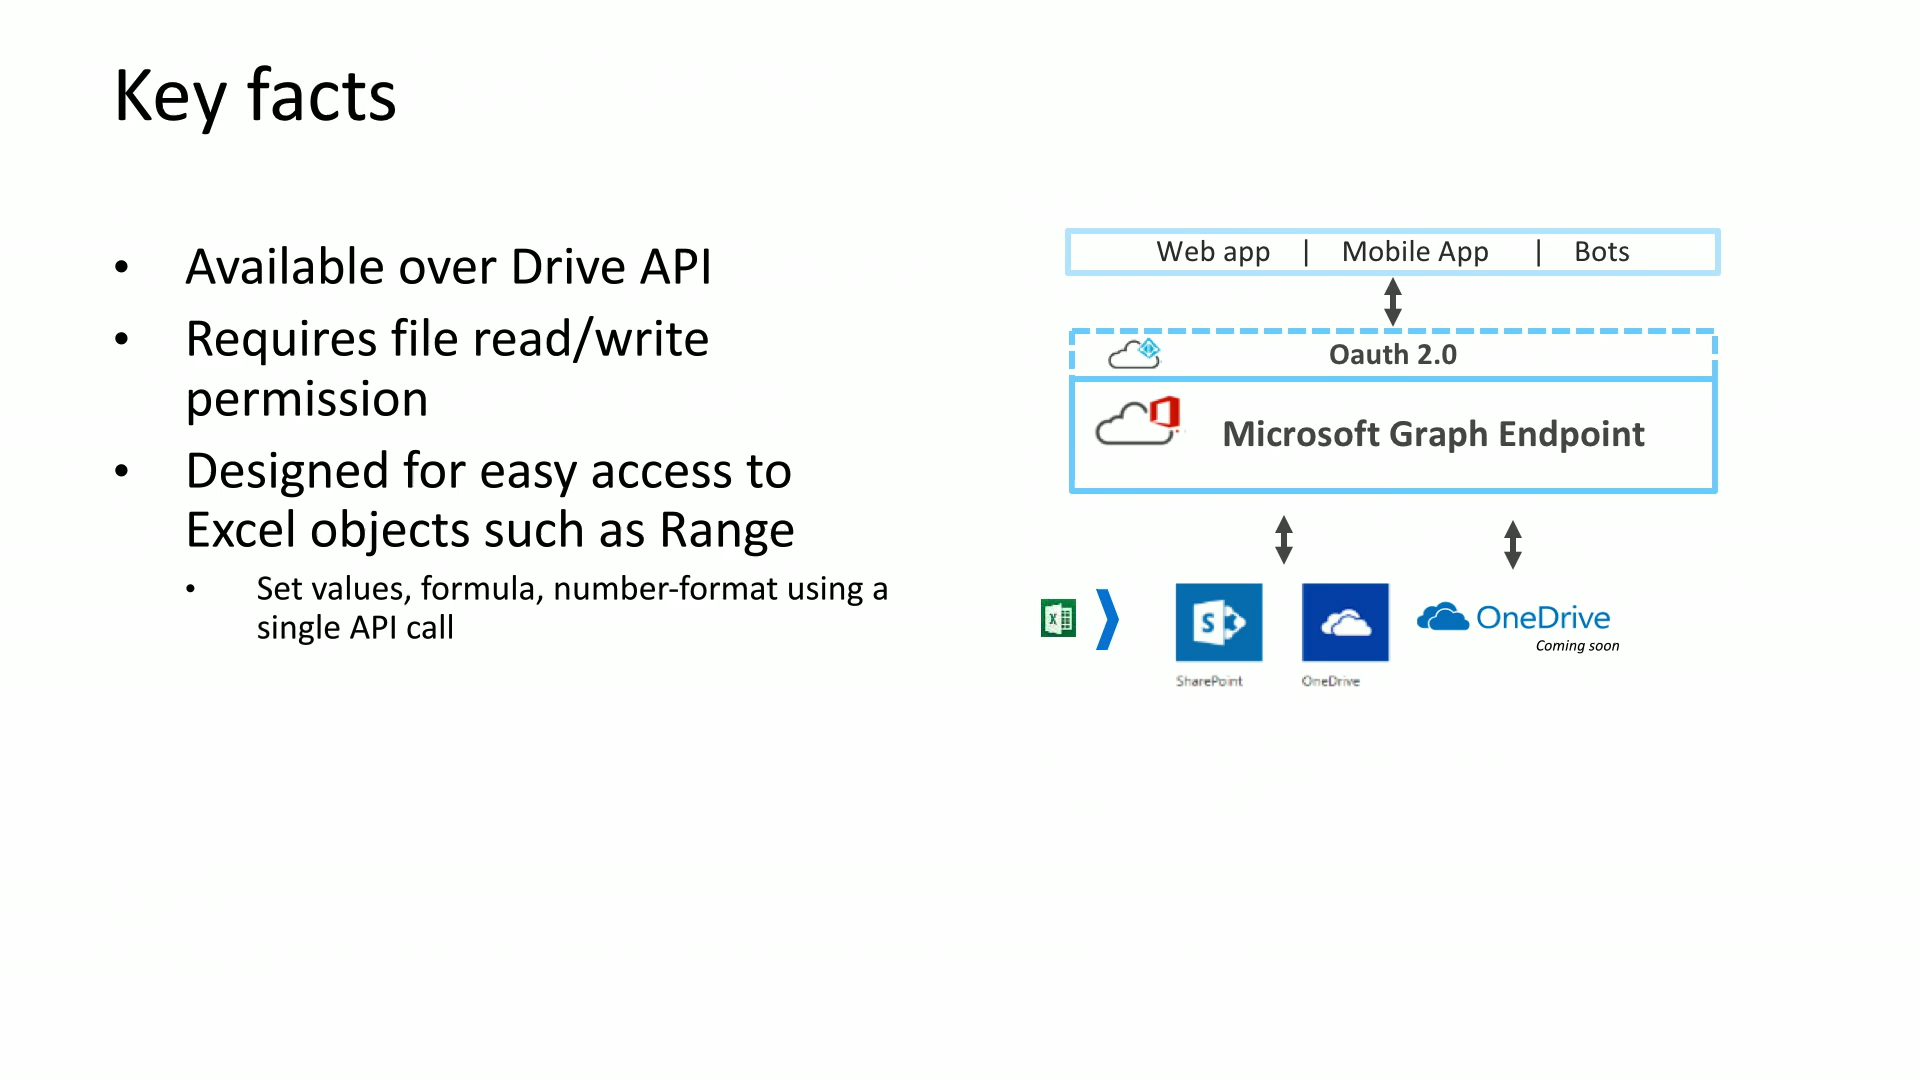 Key facts
• Available over Drive API
• Requires file read/write
permission
• Designed for easy access to
Excel objects such as Range
• Set values, formula, number-format using a
single API call
Web app | Mobile App | Bots
Oauth 2.0
Microsoft Graph Endpoint
OneDrive
Coming soon
SharePoint
OneDrive